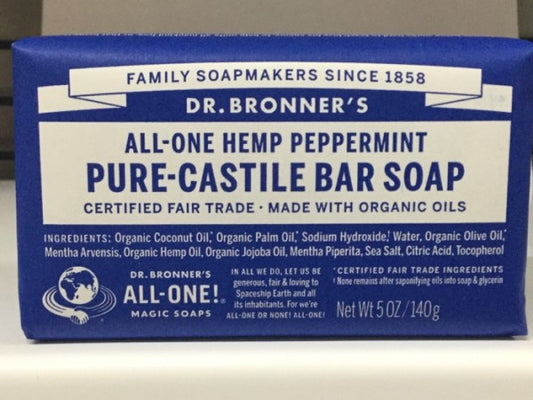 FAMILY SOAPMAKERS SINCE 1858
DR. BRONNER'S
ALL-ONE HEMP PEPPERMINT
PURE-CASTILE BAR SOAP
CERTIFIED FAIR TRADE · MADE WITH ORGANIC OILS
INGREDIENTS: Organic Coconut Oil,* Organic Palm Oil,* Sodium Hydroxide,† Water, Organic Olive Oil,*
Mentha Arvensis, Organic Hemp Oil, Organic Jojoba Oil, Mentha Piperita, Sea Salt, Citric Acid, Tocopherol
DR. BRONNER'S
ALL-ONE!®
MAGIC SOAPS
IN ALL WE DO, LET US BE
generous, fair & loving to
Spaceship Earth and all
its inhabitants. For we're
ALL-ONE OR NONE! ALL-ONE!
*CERTIFIED FAIR TRADE INGREDIENTS
† None remains after saponifying oils into soap & glycerin
Net Wt 5 OZ/140g